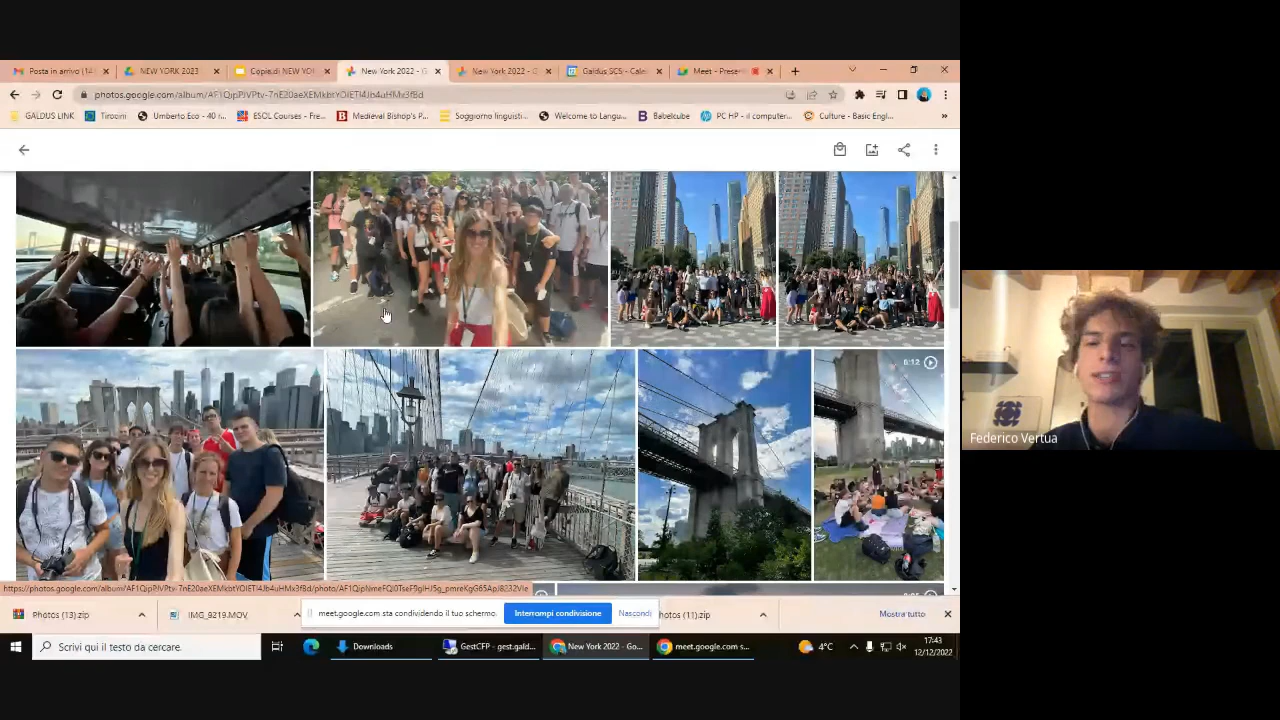 Posta in arrivo (14
NEW YORK 2023
Copia di NEW YO
New York 2022 - G
New York 2022 - G
Galdus SCS - Cale
Meet - Prese
photos.google.com/album/
GALDUS LINK
Tirocini
Umberto Eco - 40 r...
ESOL Courses - Fre...
Medieval Bishop's P...
Soggiorno linguisti...
Welcome to Langu...
Babelcube
PC HP - il computer...
Culture - Basic Engl...
»
0:12
Federico Vertua
Photos (13).zip
IMG_9219.MOV
meet.google.com sta condividendo il tuo schermo.
Interrompi condivisione
Nascondi
hotos (11).zip
Mostra tutto
Scrivi qui il testo da cercare.
Downloads
GestCFP - gest.gald...
New York 2022 - Go...
meet.google.com s...
4°C
17:43
12/12/2022